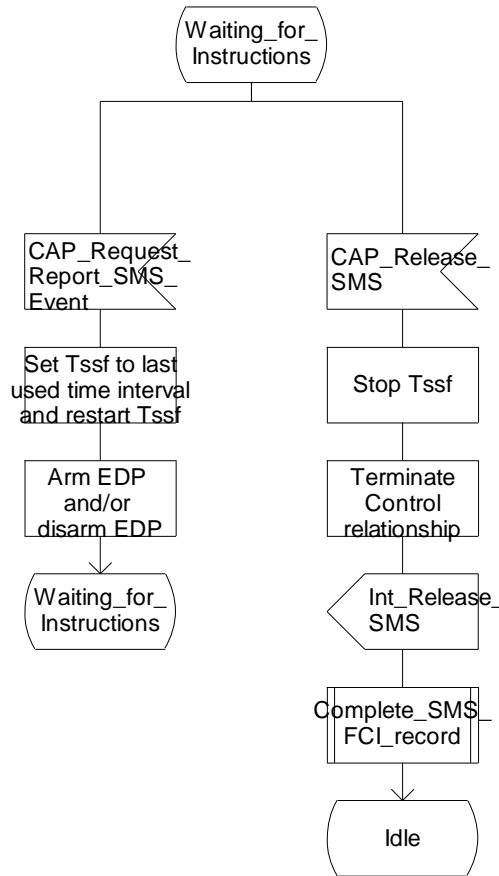 Waiting_for_
Instructions
CAP_Request_
Report_SMS_
Event
Set Tssf to last
used time interval
and restart Tssf
Arm EDP
and/or
disarm EDP
Waiting_for_
Instructions
CAP_Release_
SMS
Stop Tssf
Terminate
Control
relationship
Int_Release_
SMS
Complete_SMS_
FCI_record
Idle